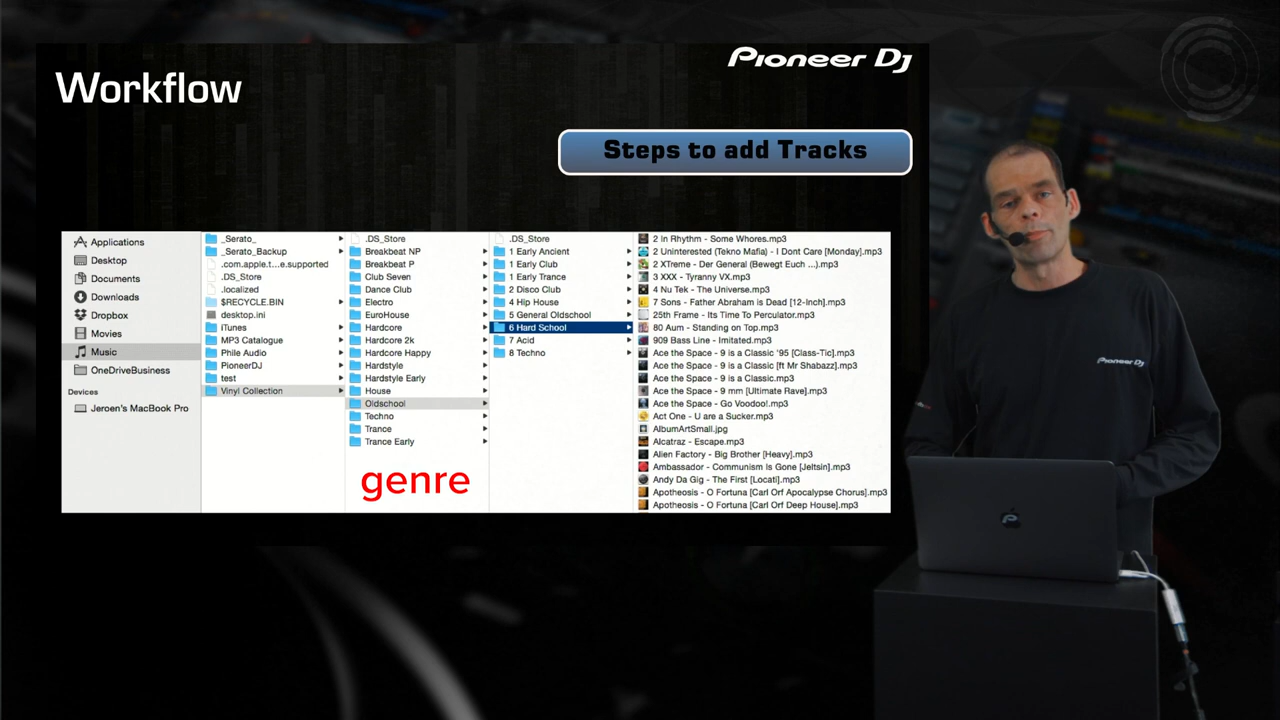 Pioneer Dj
Workflow
Steps to add Tracks
Applications
Desktop
Documents
Downloads
Dropbox
Movies
Music
OneDriveBusiness
Devices
Jeroen's MacBook Pro
_Serato_
_Serato_Backup
.com.apple.t...e.supported
.DS_Store
.localized
$RECYCLE.BIN
desktop.ini
iTunes
MP3 Catalogue
Phile Audio
PioneerDJ
test
Vinyl Collection
.DS_Store
Breakbeat NP
Breakbeat P
Club Seven
Dance Club
Electro
EuroHouse
Hardcore
Hardcore 2k
Hardcore Happy
Hardstyle
Hardstyle Early
House
Oldschool
Techno
Trance
Trance Early
genre
.DS_Store
1 Early Ancient
1 Early Club
1 Early Trance
2 Disco Club
4 Hip House
5 General Oldschool
6 Hard School
7 Acid
8 Techno
2 in Rhythm - Some Whores.mp3
2 Uninterested (Tekno Mafia) - I Dont Care [Monday].mp3
2 XTreme - Der General (Bewegt Euch ...).mp3
3 XXX - Tyranny VX.mp3
4 Nu Tek - The Universe.mp3
7 Sons - Father Abraham is Dead [12-Inch].mp3
25th Frame - Its Time To Perculator.mp3
80 Aum - Standing on Top.mp3
909 Bass Line - Imitated.mp3
Ace the Space - 9 is a Classic '95 [Class-Tic].mp3
Ace the Space - 9 is a Classic [ft Mr Shabazz].mp3
Ace the Space - 9 is a Classic.mp3
Ace the Space - 9 mm [Ultimate Rave].mp3
Ace the Space - Go Voodoo!.mp3
Act One - U are a Sucker.mp3
AlbumArtSmall.jpg
Alcatraz - Escape.mp3
Alien Factory - Big Brother [Heavy].mp3
Ambassador - Communism Is Gone [Jeltsin].mp3
Andy Da Gig - The First [Locati].mp3
Apotheosis - O Fortuna [Carl Orf Apocalypse Chorus].mp3
Apotheosis - O Fortuna [Carl Orf Deep House].mp3
Pioneer Dj